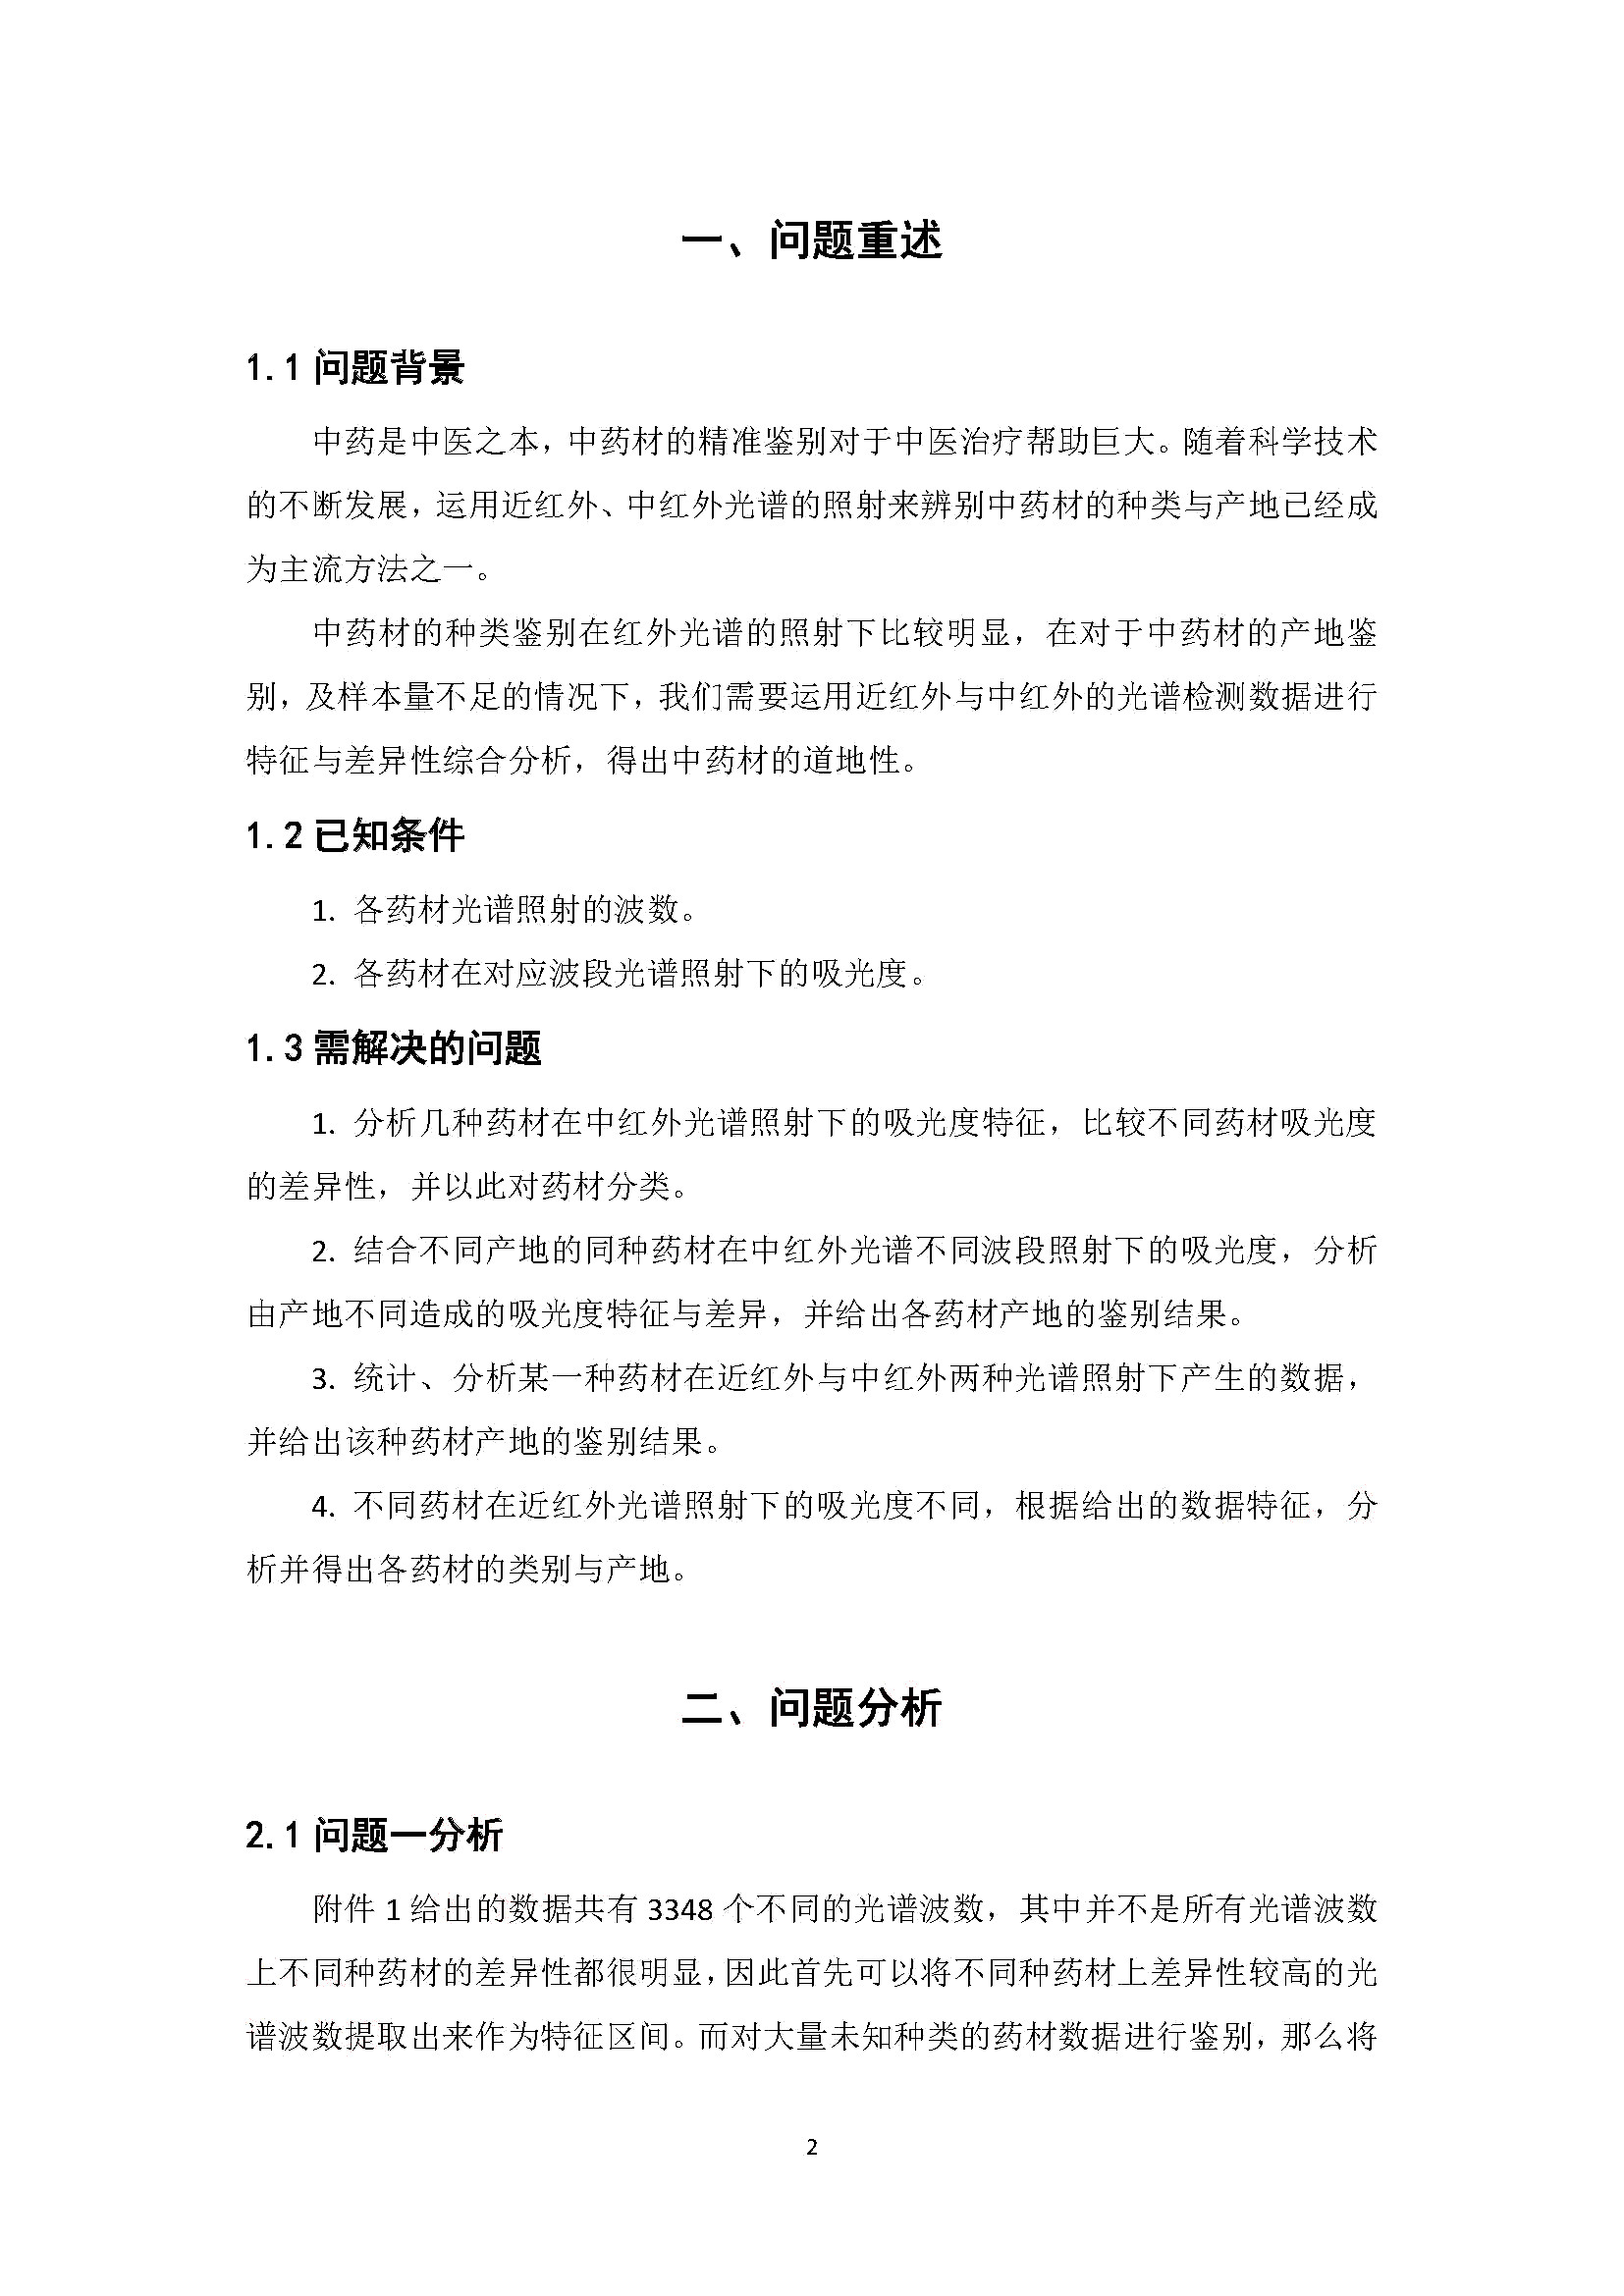 一、问题重述
1.1 问题背景
中药是中医之本，中药材的精准鉴别对于中医治疗帮助巨大。随着科学技术
的不断发展，运用近红外、中红外光谱的照射来辨别中药材的种类与产地已经成
为主流方法之一。
中药材的种类鉴别在红外光谱的照射下比较明显，在对于中药材的产地鉴
别，及样本量不足的情况下，我们需要运用近红外与中红外的光谱检测数据进行
特征与差异性综合分析，得出中药材的道地性。
1.2 已知条件
1. 各药材光谱照射的波数。
2. 各药材在对应波段光谱照射下的吸光度。
1.3 需解决的问题
1. 分析几种药材在中红外光谱照射下的吸光度特征，比较不同药材吸光度
的差异性，并以此对药材分类。
2. 结合不同产地的同种药材在中红外光谱不同波段照射下的吸光度，分析
由产地不同造成的吸光度特征与差异，并给出各药材产地的鉴别结果。
3. 统计、分析某一种药材在近红外与中红外两种光谱照射下产生的数据，
并给出该种药材产地的鉴别结果。
4. 不同药材在近红外光谱照射下的吸光度不同，根据给出的数据特征，分
析并得出各药材的类别与产地。
二、问题分析
2.1 问题一分析
附件 1 给出的数据共有 3348 个不同的光谱波数，其中并不是所有光谱波数
上不同种药材的差异性都很明显，因此首先可以将不同种药材上差异性较高的光
谱波数提取出来作为特征区间。而对大量未知种类的药材数据进行鉴别，那么将
2